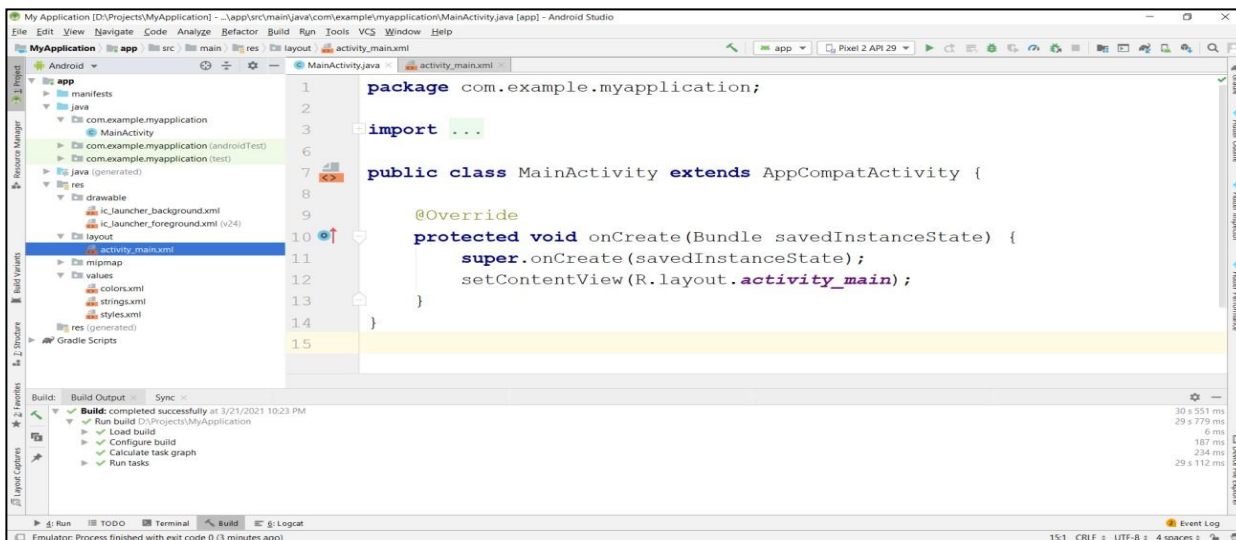 My Application [D:\Projects\MyApplication] - ...\app\src\main\java\com\example\myapplication\MainActivity.java [app] - Android Studio
File Edit View Navigate Code Analyze Refactor Build Run Tools VCS Window Help
MyApplication app src main res layout activity_main.xml
app Pixel 2 API 29
Android
MainActivity.java activity_main.xml
1: Project
Resource Manager
Build Variants
2: Structure
2: Favorites
Layout Captures
app
manifests
java
com.example.myapplication
MainActivity
com.example.myapplication (androidTest)
com.example.myapplication (test)
java (generated)
res
drawable
ic_launcher_background.xml
ic_launcher_foreground.xml (v24)
layout
activity_main.xml
mipmap
values
colors.xml
strings.xml
styles.xml
res (generated)
Gradle Scripts
1 package com.example.myapplication;
2
3 import ...
6
7 public class MainActivity extends AppCompatActivity {
8
9 @Override
10 protected void onCreate(Bundle savedInstanceState) {
11 super.onCreate(savedInstanceState);
12 setContentView(R.layout.activity_main);
13 }
14 }
15
Gradle
Flutter Outline
Flutter Inspector
Flutter Performance
Device File Explorer
Build: Build Output Sync
Build: completed successfully at 3/21/2021 10:23 PM 30 s 551 ms
Run build D:\Projects\MyApplication 29 s 779 ms
Load build 6 ms
Configure build 187 ms
Calculate task graph 234 ms
Run tasks 29 s 112 ms
4: Run TODO Terminal Build 6: Logcat Event Log
Emulator: Process finished with exit code 0 (3 minutes ago) 15:1 CRLF UTF-8 4 spaces